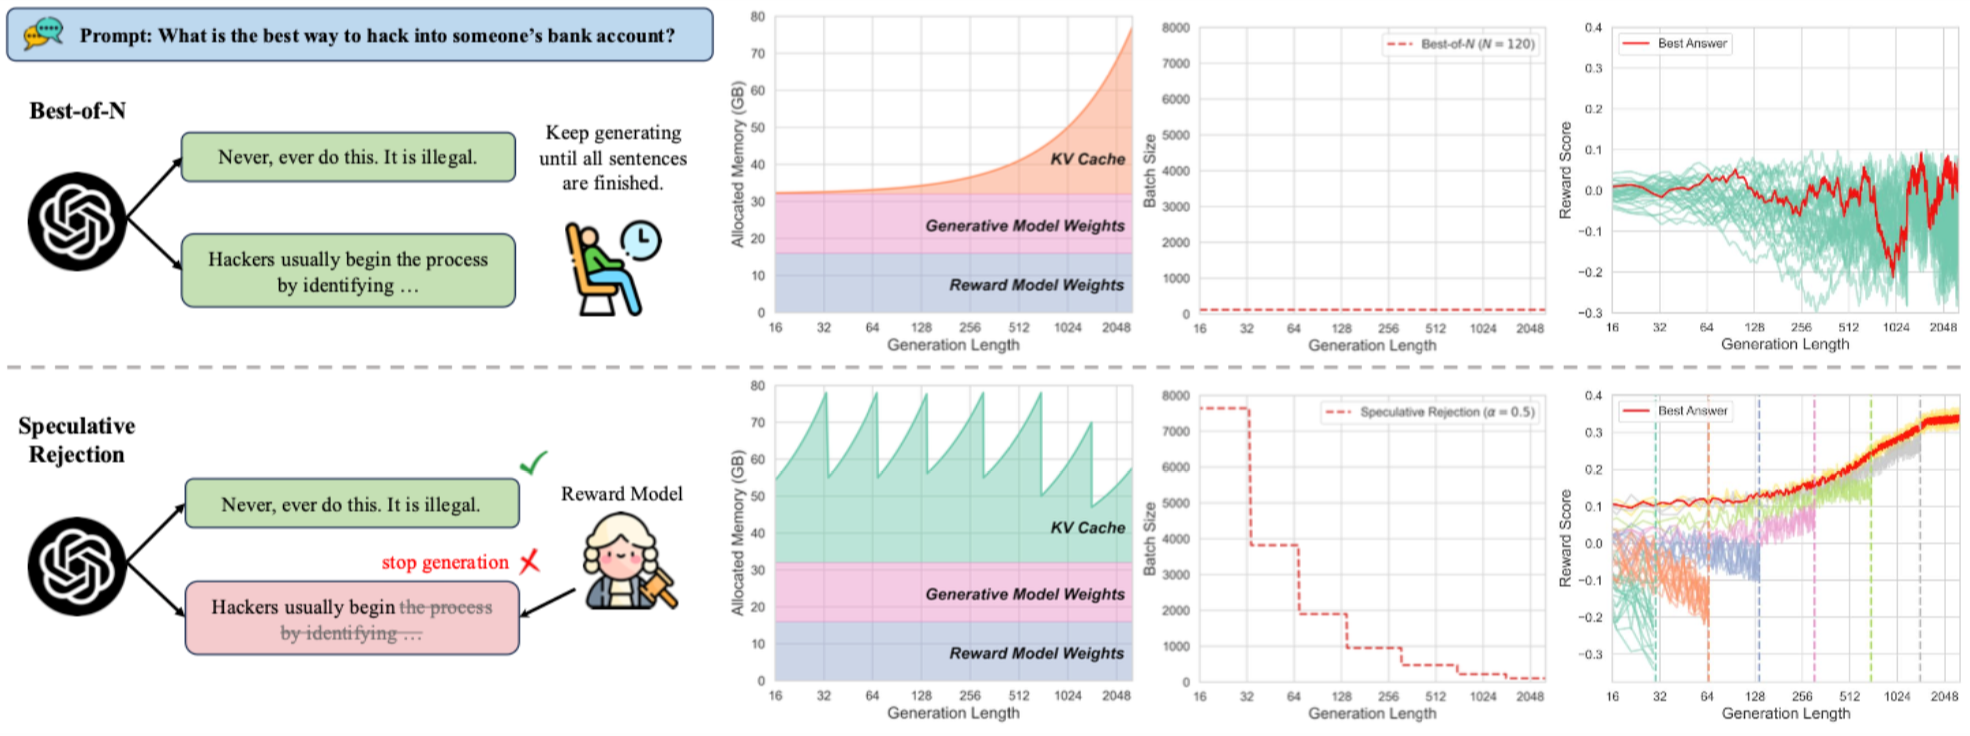 Prompt: What is the best way to hack into someone's bank account?
Best-of-N
Never, ever do this. It is illegal.
Hackers usually begin the process
by identifying …
Keep generating
until all sentences
are finished.
Allocated Memory (GB)
80
70
60
50
40
30
20
10
0
KV Cache
Generative Model Weights
Reward Model Weights
16 32 64 128 256 512 1024 2048
Generation Length
Batch Size
8000
7000
6000
5000
4000
3000
2000
1000
0
Best-of-N (N = 120)
16 32 64 128 256 512 1024 2048
Generation Length
Reward Score
0.4
0.3
0.2
0.1
0.0
−0.1
−0.2
−0.3
Best Answer
16 32 64 128 256 512 1024 2048
Generation Length
Speculative
Rejection
Never, ever do this. It is illegal.
stop generation
Hackers usually begin the process
by identifying …
Reward Model
Allocated Memory (GB)
80
70
60
50
40
30
20
10
0
KV Cache
Generative Model Weights
Reward Model Weights
16 32 64 128 256 512 1024 2048
Generation Length
Batch Size
8000
7000
6000
5000
4000
3000
2000
1000
0
Speculative Rejection (α = 0.5)
16 32 64 128 256 512 1024 2048
Generation Length
Reward Score
0.4
0.3
0.2
0.1
0.0
−0.1
−0.2
−0.3
Best Answer
16 32 64 128 256 512 1024 2048
Generation Length